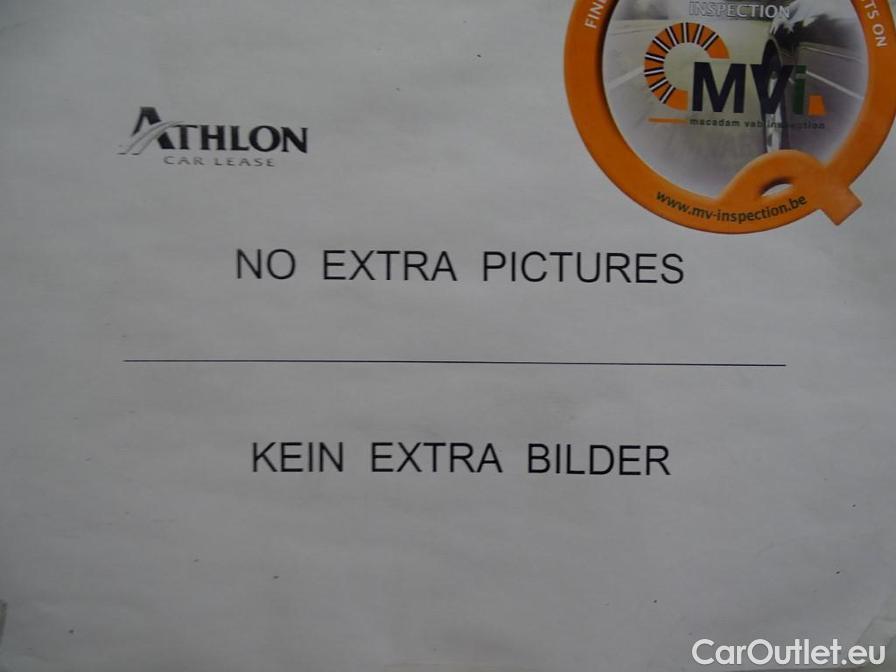 INSPECTION
MVi.
macadam vab inspection
ATHLON
CAR LEASE
www.mv-inspection.be
NO EXTRA PICTURES
KEIN EXTRA BILDER
CarOutlet.eu